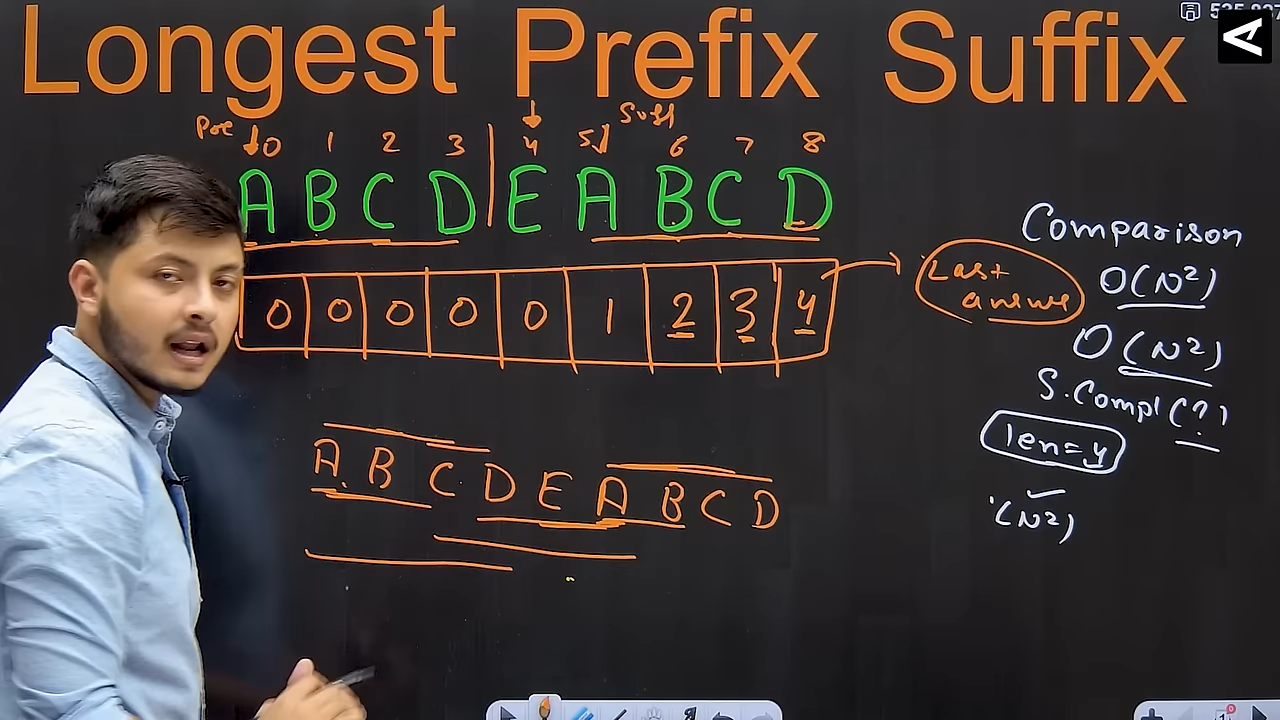 Longest Prefix Suffix
Pre Suff
0 1 2 3 4 5 6 7 8
A B C D E A B C D
0 0 0 0 0 1 2 3 4
Last
answer
A B C D E A B C D
Comparison
O(N²)
O(N²)
S.Compl(?)
len=4
(N²)